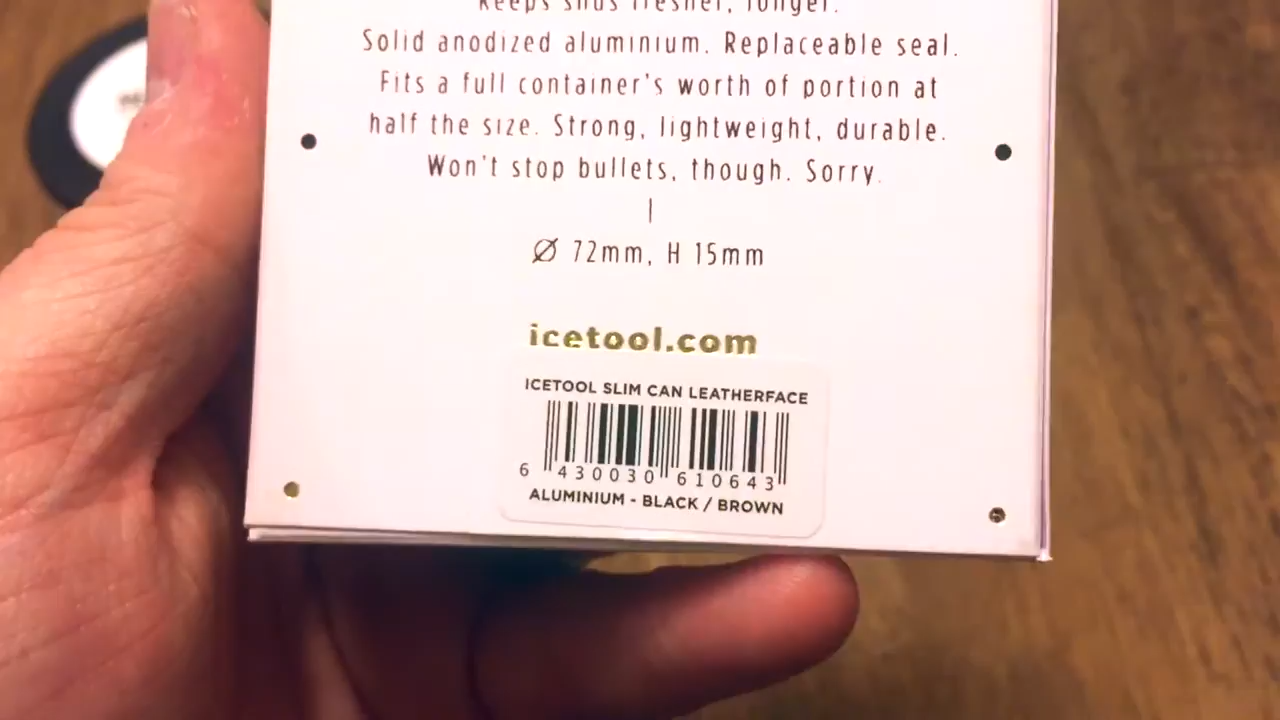 Keeps snus fresher, longer.
Solid anodized aluminium. Replaceable seal.
Fits a full container's worth of portion at
half the size. Strong, lightweight, durable.
Won't stop bullets, though. Sorry.
Ø 72mm, H 15mm
icetool.com
ICETOOL SLIM CAN LEATHERFACE
6 430030 610643
ALUMINIUM - BLACK / BROWN